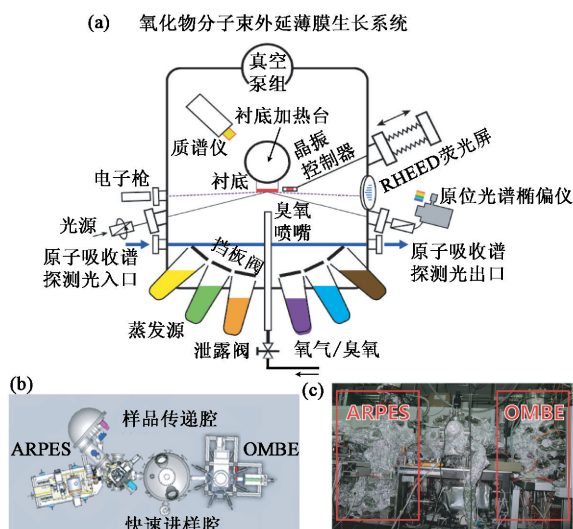 (a) 氧化物分子束外延薄膜生长系统
真空
泵组
衬底加热台
质谱仪
晶振
控制器
RHEED荧光屏
电子枪
衬底
原位光谱椭偏仪
光源
臭氧
喷嘴
原子吸收谱
探测光入口
挡板阀
原子吸收谱
探测光出口
蒸发源
泄露阀
氧气/臭氧
(b)
样品传递腔
ARPES
OMBE
快速进样腔
(c)
ARPES
OMBE